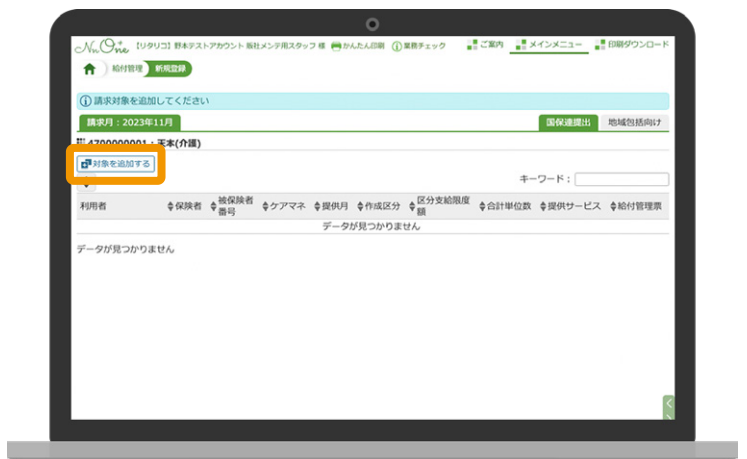 NuOne 【リタリコ】野本テストアカウント 販社メンテ用スタッフ 様 かんたん印刷 業務チェック ご案内 メインメニュー 印刷ダウンロード
給付管理 新規登録
請求対象を追加してください
請求月：2023年11月 国保連提出 地域包括向け
4700000001：天本(介護)
対象を追加する
キーワード：
利用者 保険者 被保険者番号 ケアマネ 提供月 作成区分 区分支給限度額 合計単位数 提供サービス 給付管理票
データが見つかりません
データが見つかりません